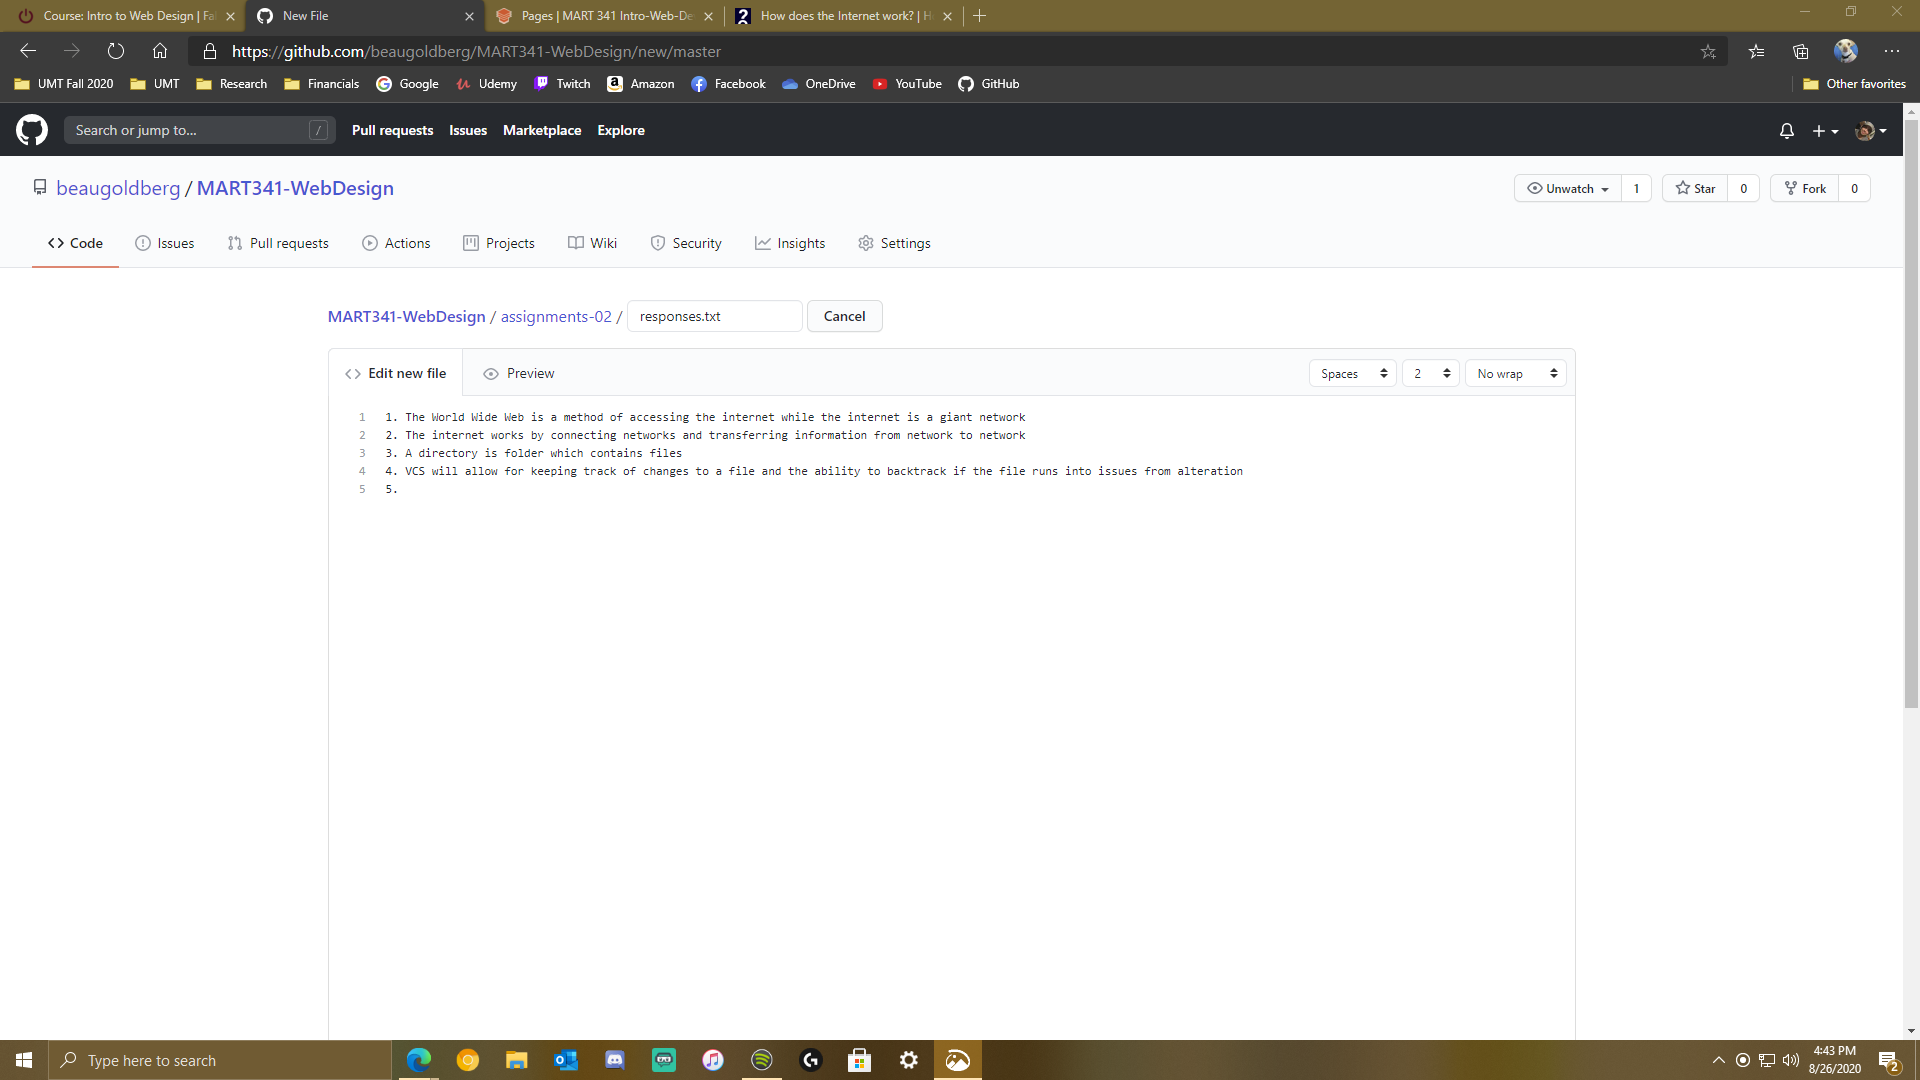 Course: Intro to Web Design | Fa
New File
Pages | MART 341 Intro-Web-De
How does the Internet work? | H
https://github.com/beaugoldberg/MART341-WebDesign/new/master
UMT Fall 2020
UMT
Research
Financials
Google
Udemy
Twitch
Amazon
Facebook
OneDrive
YouTube
GitHub
Other favorites
Search or jump to... /
Pull requests
Issues
Marketplace
Explore
beaugoldberg / MART341-WebDesign
Unwatch 1
Star 0
Fork 0
Code
Issues
Pull requests
Actions
Projects
Wiki
Security
Insights
Settings
MART341-WebDesign / assignments-02 / responses.txt
Cancel
Edit new file
Preview
Spaces
2
No wrap
1 1. The World Wide Web is a method of accessing the internet while the internet is a giant network
2 2. The internet works by connecting networks and transferring information from network to network
3 3. A directory is folder which contains files
4 4. VCS will allow for keeping track of changes to a file and the ability to backtrack if the file runs into issues from alteration
5 5.
Type here to search
4:43 PM
8/26/2020
2